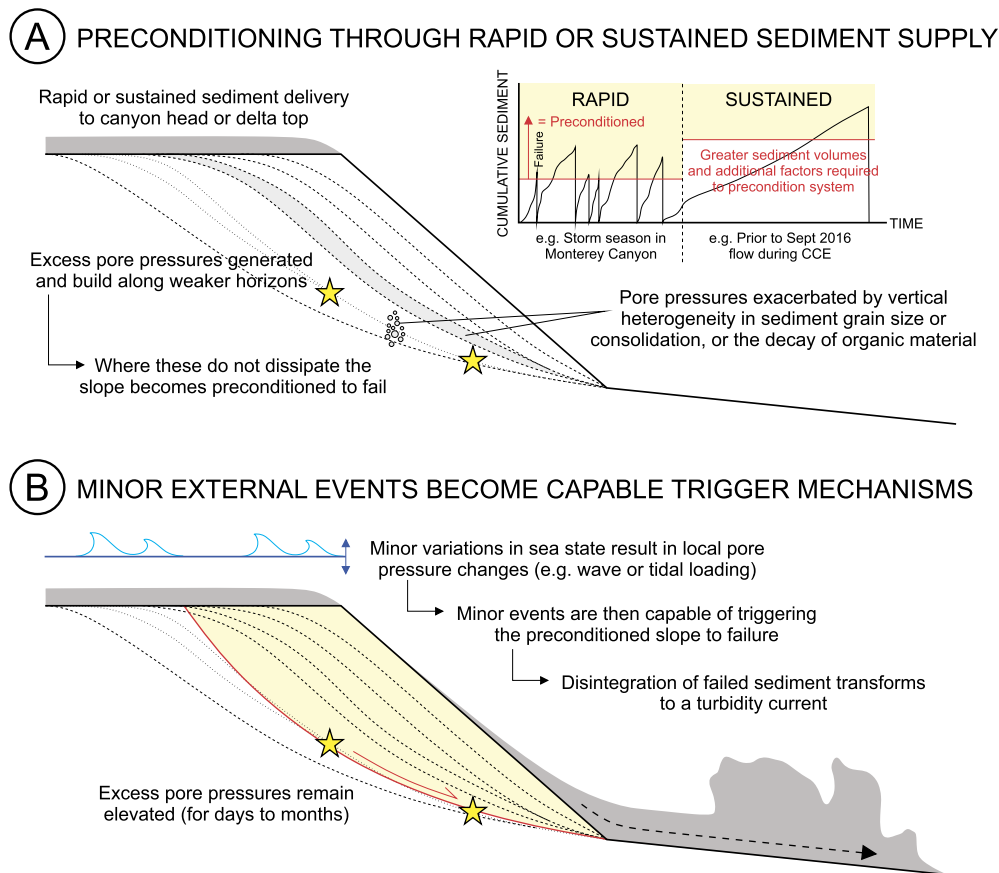 A
PRECONDITIONING THROUGH RAPID OR SUSTAINED SEDIMENT SUPPLY
Rapid or sustained sediment delivery
to canyon head or delta top
CUMULATIVE SEDIMENT
RAPID
SUSTAINED
= Preconditioned
Failure
Greater sediment volumes
and additional factors required
to precondition system
TIME
e.g. Storm season in
Monterey Canyon
e.g. Prior to Sept 2016
flow during CCE
Excess pore pressures generated
and build along weaker horizons
Where these do not dissipate the
slope becomes preconditioned to fail
Pore pressures exacerbated by vertical
heterogeneity in sediment grain size or
consolidation, or the decay of organic material
B
MINOR EXTERNAL EVENTS BECOME CAPABLE TRIGGER MECHANISMS
Minor variations in sea state result in local pore
pressure changes (e.g. wave or tidal loading)
Minor events are then capable of triggering
the preconditioned slope to failure
Disintegration of failed sediment transforms
to a turbidity current
Excess pore pressures remain
elevated (for days to months)